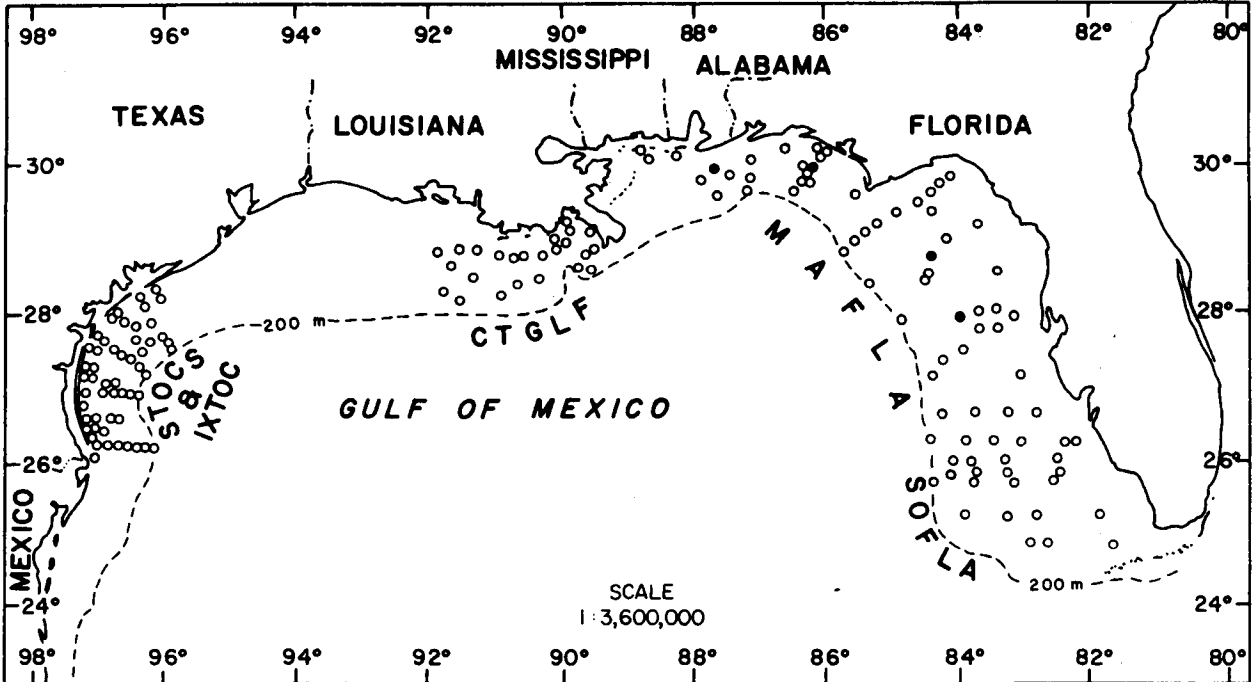 98° 96° 94° 92° 90° 88° 86° 84° 82° 80°
MISSISSIPPI
ALABAMA
TEXAS
LOUISIANA
FLORIDA
30° 30°
MAFLA
28° 28°
200 m
CTGLF
STOCS
&
IXTOC
GULF OF MEXICO
26° 26°
SOFLA
MEXICO
200 m
SCALE
1:3,600,000
24° 24°
98° 96° 94° 92° 90° 88° 86° 84° 82° 80°